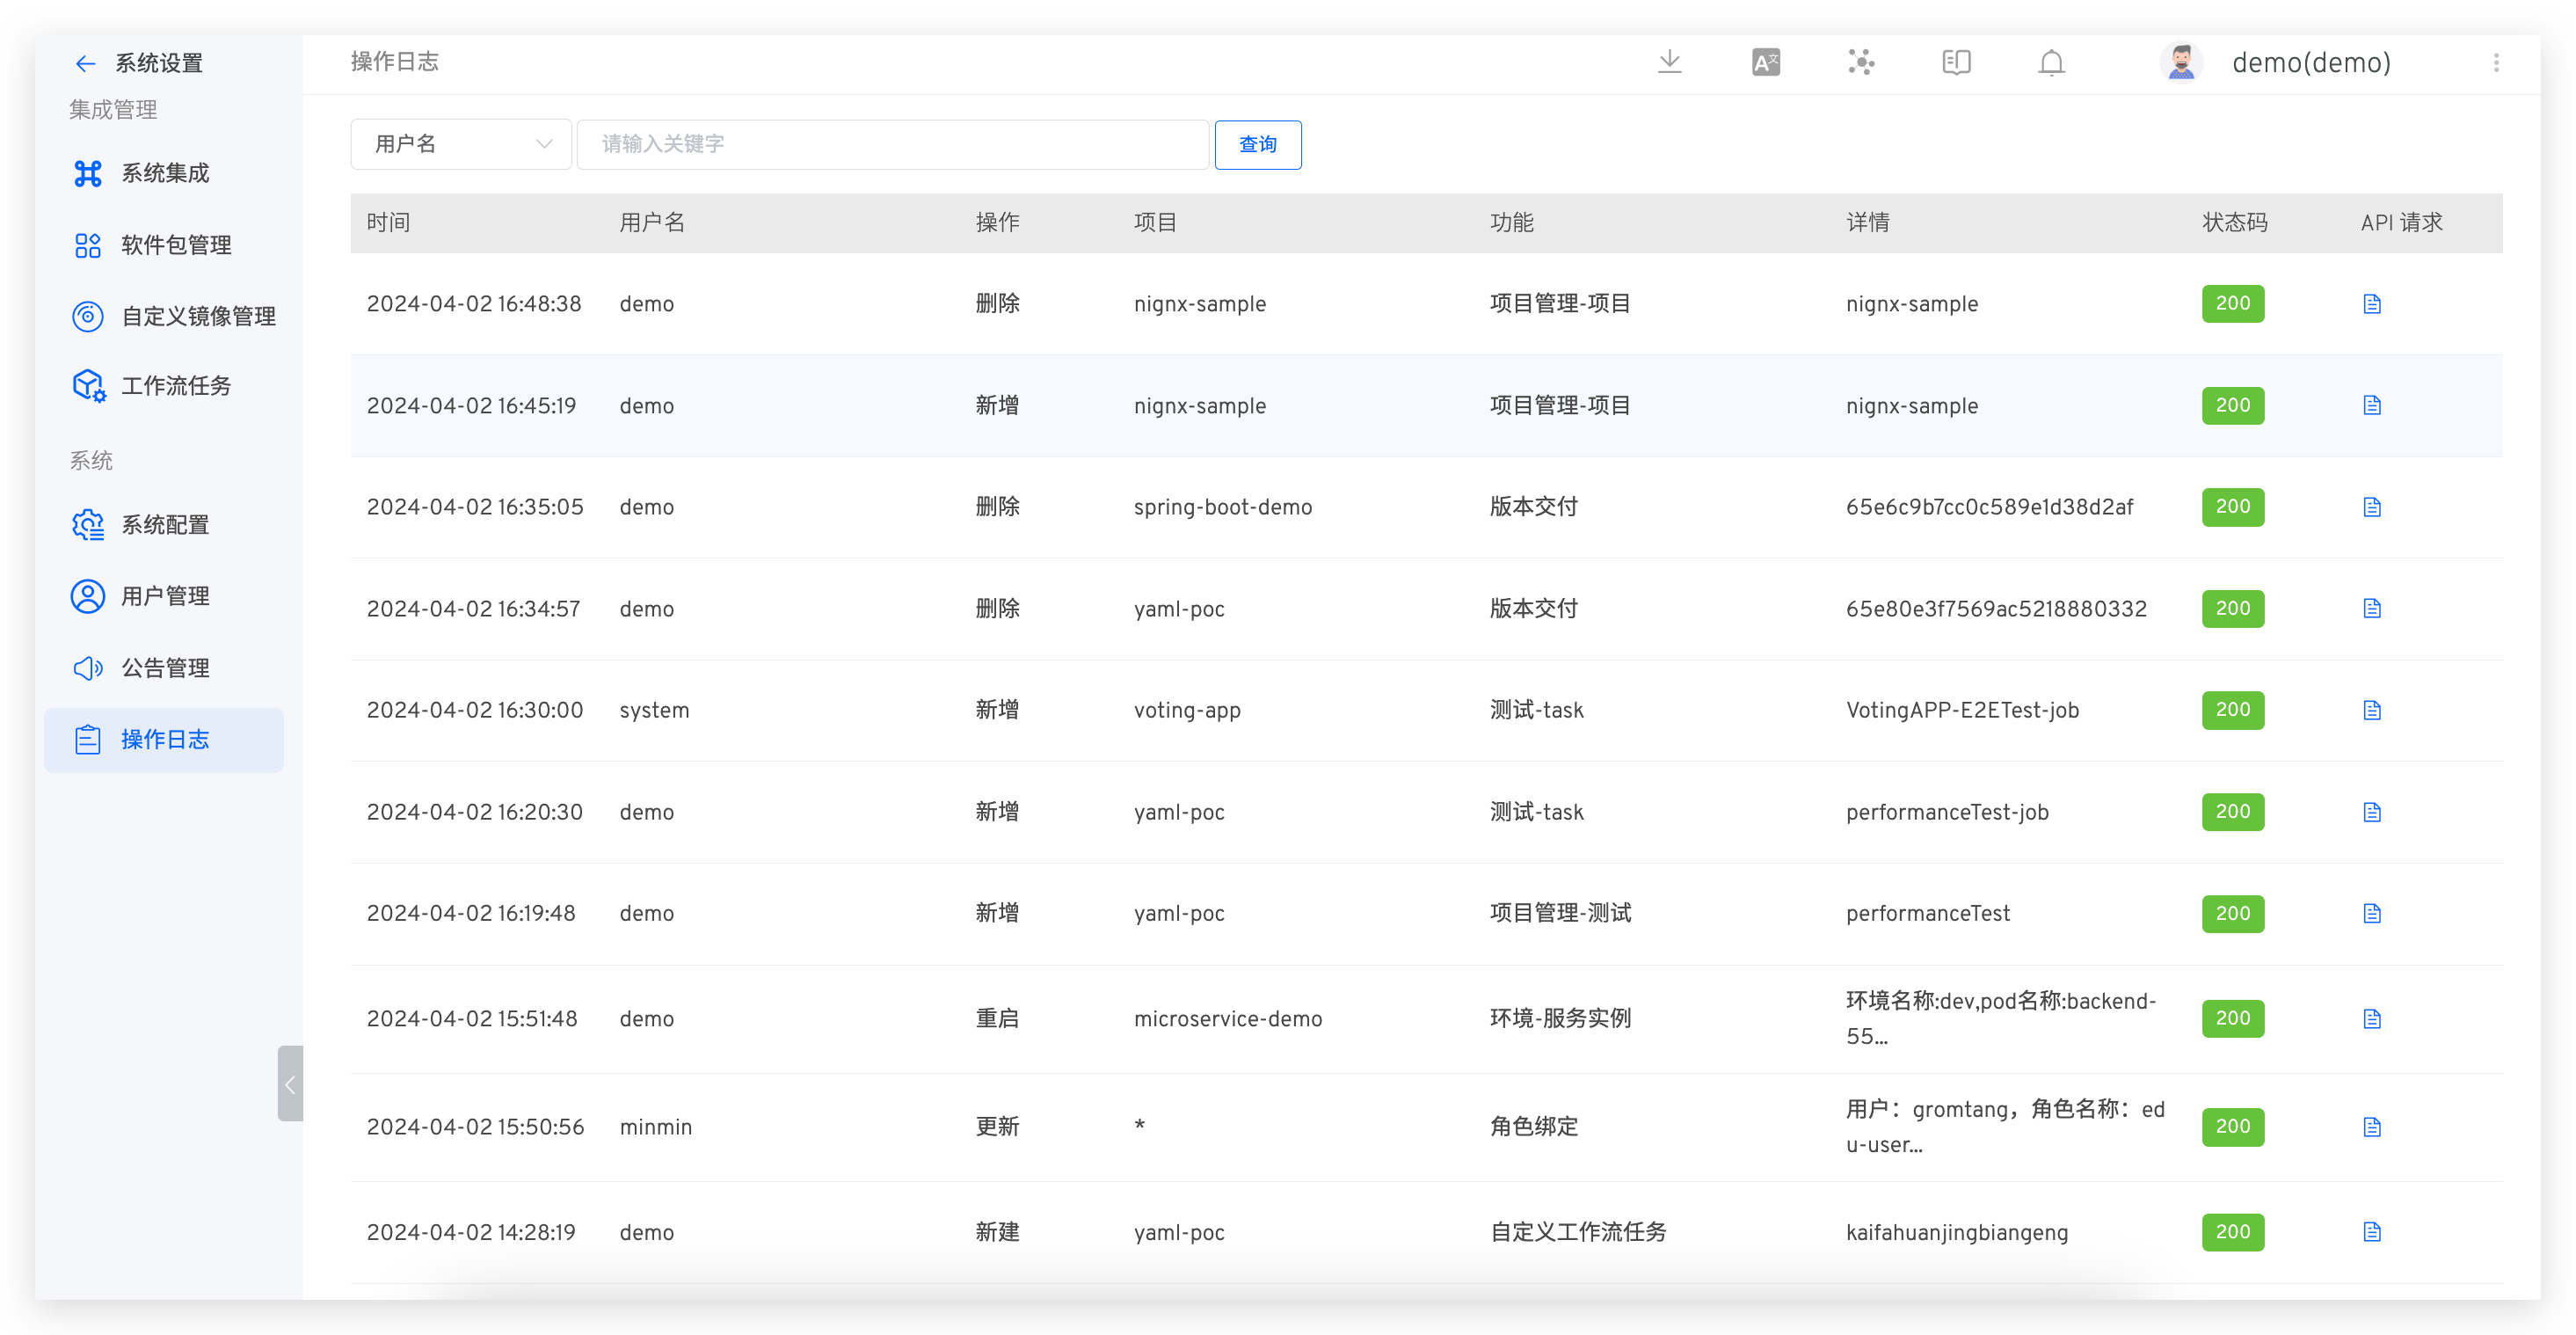 系统设置
集成管理
系统集成
软件包管理
自定义镜像管理
工作流任务
系统
系统配置
用户管理
公告管理
操作日志
操作日志
demo(demo)
用户名 请输入关键字 查询
时间 用户名 操作 项目 功能 详情 状态码 API 请求
2024-04-02 16:48:38 demo 删除 nignx-sample 项目管理-项目 nignx-sample 200
2024-04-02 16:45:19 demo 新增 nignx-sample 项目管理-项目 nignx-sample 200
2024-04-02 16:35:05 demo 删除 spring-boot-demo 版本交付 65e6c9b7cc0c589e1d38d2af 200
2024-04-02 16:34:57 demo 删除 yaml-poc 版本交付 65e80e3f7569ac5218880332 200
2024-04-02 16:30:00 system 新增 voting-app 测试-task VotingAPP-E2ETest-job 200
2024-04-02 16:20:30 demo 新增 yaml-poc 测试-task performanceTest-job 200
2024-04-02 16:19:48 demo 新增 yaml-poc 项目管理-测试 performanceTest 200
2024-04-02 15:51:48 demo 重启 microservice-demo 环境-服务实例 环境名称:dev,pod名称:backend-
55... 200
2024-04-02 15:50:56 minmin 更新 * 角色绑定 用户：gromtang，角色名称：ed
u-user... 200
2024-04-02 14:28:19 demo 新建 yaml-poc 自定义工作流任务 kaifahuanjingbiangeng 200